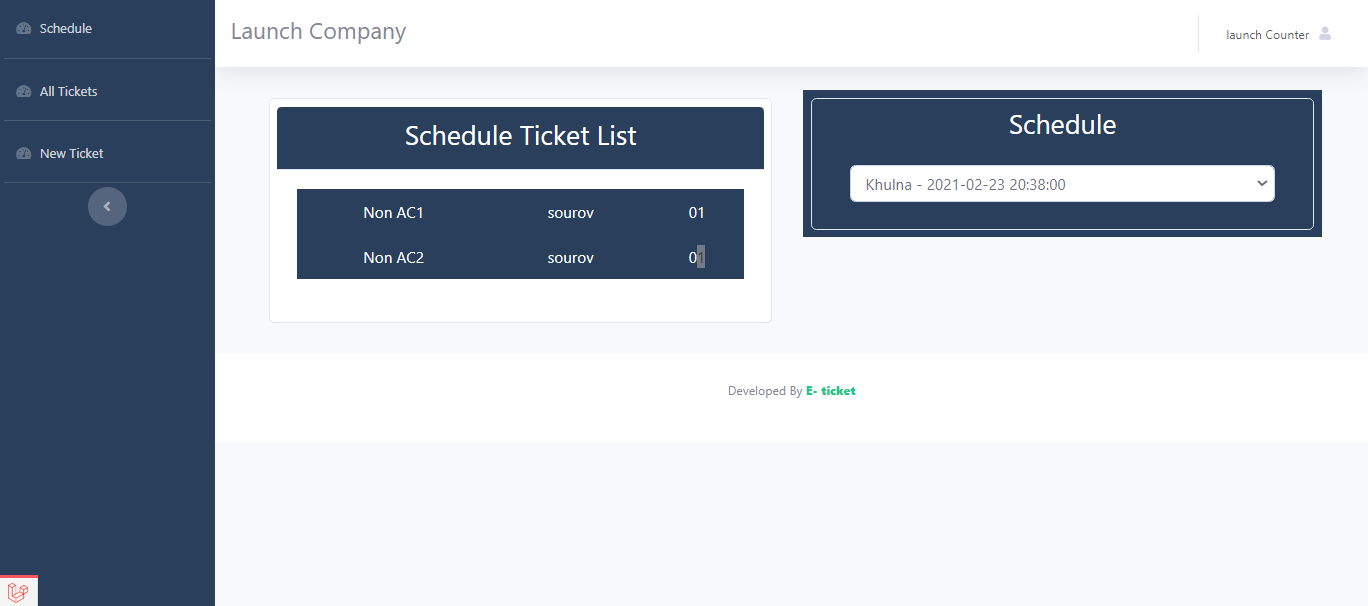 Schedule
All Tickets
New Ticket
Launch Company
launch Counter
Schedule Ticket List
Non AC1 sourov 01
Non AC2 sourov 01
Schedule
Khulna - 2021-02-23 20:38:00
Developed By E- ticket